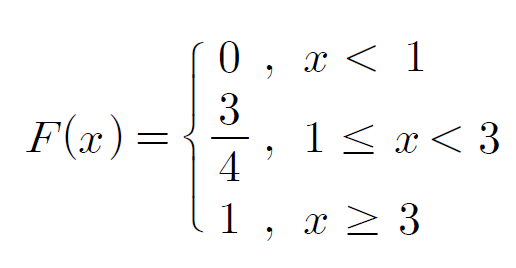 0 , x < 1
F(x) = { 3/4 , 1 ≤ x < 3
1 , x ≥ 3